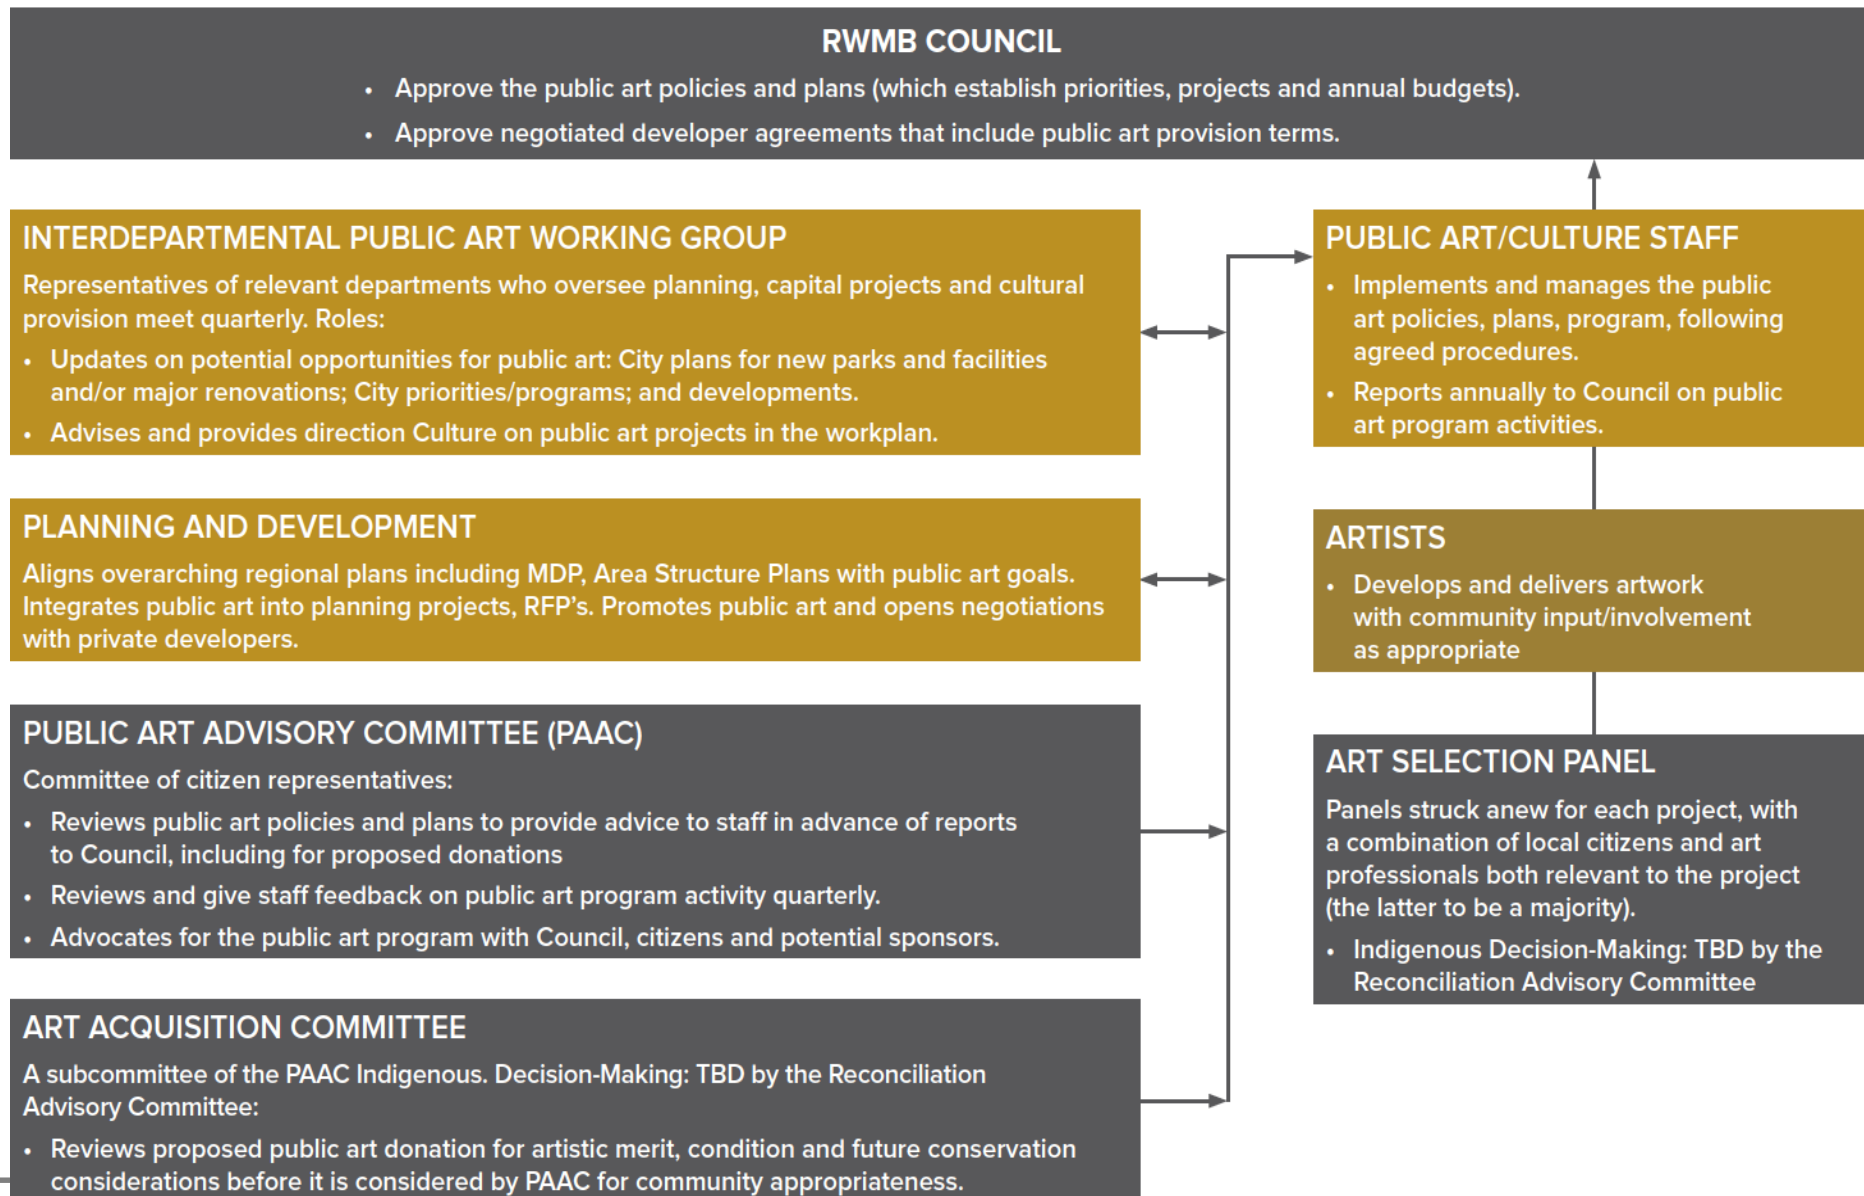 RWMB COUNCIL
• Approve the public art policies and plans (which establish priorities, projects and annual budgets).
• Approve negotiated developer agreements that include public art provision terms.
INTERDEPARTMENTAL PUBLIC ART WORKING GROUP
Representatives of relevant departments who oversee planning, capital projects and cultural
provision meet quarterly. Roles:
• Updates on potential opportunities for public art: City plans for new parks and facilities
and/or major renovations; City priorities/programs; and developments.
• Advises and provides direction Culture on public art projects in the workplan.
PLANNING AND DEVELOPMENT
Aligns overarching regional plans including MDP, Area Structure Plans with public art goals.
Integrates public art into planning projects, RFP's. Promotes public art and opens negotiations
with private developers.
PUBLIC ART ADVISORY COMMITTEE (PAAC)
Committee of citizen representatives:
• Reviews public art policies and plans to provide advice to staff in advance of reports
to Council, including for proposed donations
• Reviews and give staff feedback on public art program activity quarterly.
• Advocates for the public art program with Council, citizens and potential sponsors.
ART ACQUISITION COMMITTEE
A subcommittee of the PAAC Indigenous. Decision-Making: TBD by the Reconciliation
Advisory Committee:
• Reviews proposed public art donation for artistic merit, condition and future conservation
considerations before it is considered by PAAC for community appropriateness.
PUBLIC ART/CULTURE STAFF
• Implements and manages the public
art policies, plans, program, following
agreed procedures.
• Reports annually to Council on public
art program activities.
ARTISTS
• Develops and delivers artwork
with community input/involvement
as appropriate
ART SELECTION PANEL
Panels struck anew for each project, with
a combination of local citizens and art
professionals both relevant to the project
(the latter to be a majority).
• Indigenous Decision-Making: TBD by the
Reconciliation Advisory Committee